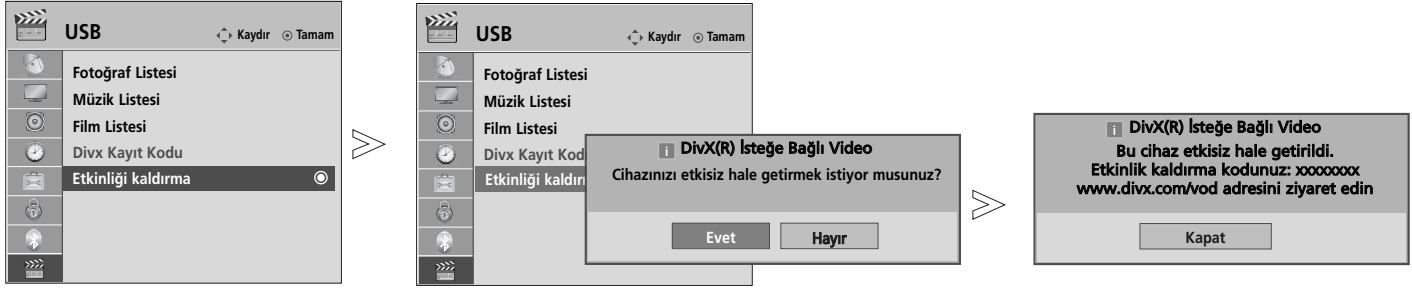 USB
Kaydır
Tamam
Fotoğraf Listesi
Müzik Listesi
Film Listesi
Divx Kayıt Kodu
Etkinliği kaldırma
USB
Kaydır
Tamam
Fotoğraf Listesi
Müzik Listesi
Film Listesi
Divx Kayıt Kod
Etkinliği kaldırı
i DivX(R) İsteğe Bağlı Video
Cihazınızı etkisiz hale getirmek istiyor musunuz?
Evet
Hayır
i DivX(R) İsteğe Bağlı Video
Bu cihaz etkisiz hale getirildi.
Etkinlik kaldırma kodunuz: xxxxxxxx
www.divx.com/vod adresini ziyaret edin
Kapat